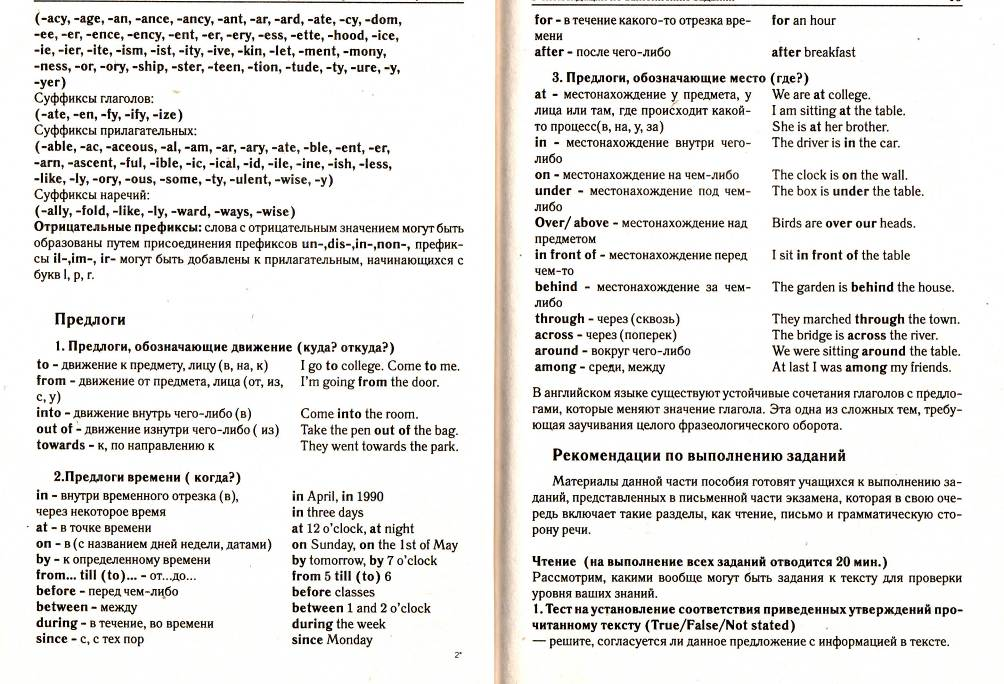 (-acy, -age, -an, -ance, -ancy, -ant, -ar, -ard, -ate, -cy, -dom,
-ee, -er, -ence, -ency, -ent, -er, -ery, -ess, -ette, -hood, -ice,
-ie, -ier, -ite, -ism, -ist, -ity, -ive, -kin, -let, -ment, -mony,
-ness, -or, -ory, -ship, -ster, -teen, -tion, -tude, -ty, -ure, -y,
-yer)
Суффиксы глаголов:
(-ate, -en, -fy, -ify, -ize)
Суффиксы прилагательных:
(-able, -ac, -aceous, -al, -am, -ar, -ary, -ate, -ble, -ent, -er,
-arn, -ascent, -ful, -ible, -ic, -ical, -id, -ile, -ine, -ish, -less,
-like, -ly, -ory, -ous, -some, -ty, -ulent, -wise, -y)
Суффиксы наречий:
(-ally, -fold, -like, -ly, -ward, -ways, -wise)
Отрицательные префиксы: слова с отрицательным значением могут быть
образованы путем присоединения префиксов un-,dis-,in-,non-, префик-
сы il-,im-, ir- могут быть добавлены к прилагательным, начинающихся с
букв l, p, r.
Предлоги
1. Предлоги, обозначающие движение (куда? откуда?)
to - движение к предмету, лицу (в, на, к) I go to college. Come to me.
from - движение от предмета, лица (от, из, I'm going from the door.
с, у)
into - движение внутрь чего-либо (в) Come into the room.
out of - движение изнутри чего-либо ( из) Take the pen out of the bag.
towards - к, по направлению к They went towards the park.
2.Предлоги времени ( когда?)
in - внутри временного отрезка (в), in April, in 1990
через некоторое время in three days
at - в точке времени at 12 o'clock, at night
on - в (с названием дней недели, датами) on Sunday, on the 1st of May
by - к определенному времени by tomorrow, by 7 o'clock
from... till (to)... - от...до... from 5 till (to) 6
before - перед чем-либо before classes
between - между between 1 and 2 o'clock
during - в течение, во времени during the week
since - с, с тех пор since Monday
2*
for - в течение какого-то отрезка вре- for an hour
мени
after - после чего-либо after breakfast
3. Предлоги, обозначающие место (где?)
at - местонахождение у предмета, у We are at college.
лица или там, где происходит какой- I am sitting at the table.
то процесс(в, на, у, за) She is at her brother.
in - местонахождение внутри чего- The driver is in the car.
либо
on - местонахождение на чем-либо The clock is on the wall.
under - местонахождение под чем- The box is under the table.
либо
Over/ above - местонахождение над Birds are over our heads.
предметом
in front of - местонахождение перед I sit in front of the table
чем-то
behind - местонахождение за чем- The garden is behind the house.
либо
through - через (сквозь) They marched through the town.
across - через (поперек) The bridge is across the river.
around - вокруг чего-либо We were sitting around the table.
among - среди, между At last I was among my friends.
В английском языке существуют устойчивые сочетания глаголов с предло-
гами, которые меняют значение глагола. Эта одна из сложных тем, требу-
ющая заучивания целого фразеологического оборота.
Рекомендации по выполнению заданий
Материалы данной части пособия готовят учащихся к выполнению за-
даний, представленных в письменной части экзамена, которая в свою оче-
редь включает такие разделы, как чтение, письмо и грамматическую сто-
рону речи.
Чтение (на выполнение всех заданий отводится 20 мин.)
Рассмотрим, какими вообще могут быть задания к тексту для проверки
уровня ваших знаний.
1. Тест на установление соответствия приведенных утверждений про-
читанному тексту (True/False/Not stated)
— решите, согласуется ли данное предложение с информацией в тексте.